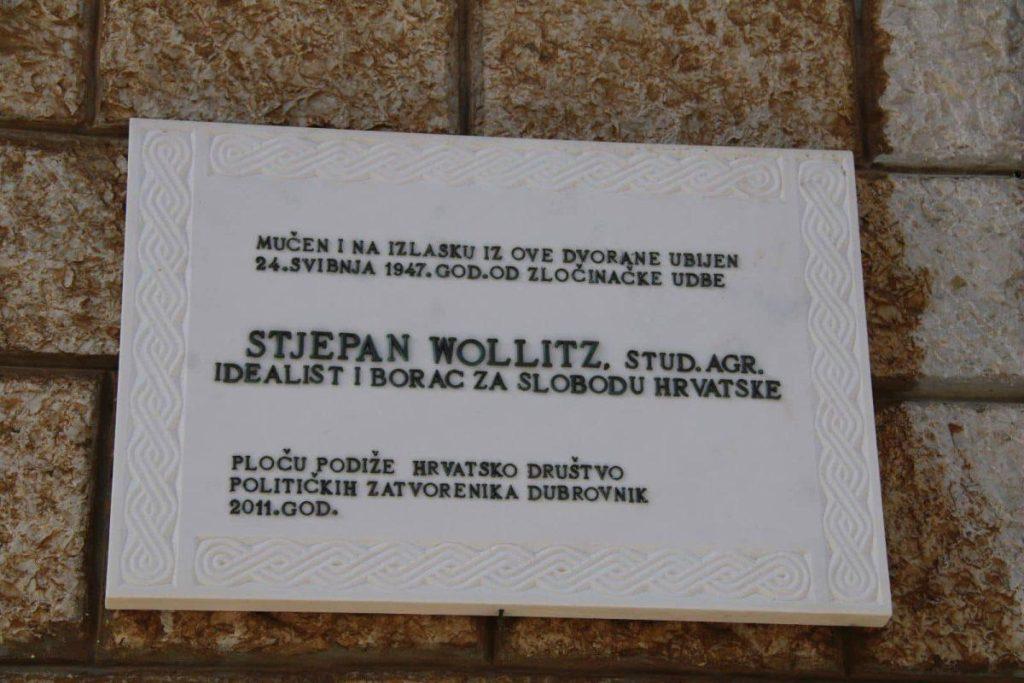 MUČEN I NA IZLASKU IZ OVE DVORANE UBIJEN
24.SVIBNJA 1947.GOD.OD ZLOČINAČKE UDBE
STJEPAN WOLLITZ, STUD.AGR.
IDEALIST I BORAC ZA SLOBODU HRVATSKE
PLOČU PODIŽE HRVATSKO DRUŠTVO
POLITIČKIH ZATVORENIKA DUBROVNIK
2011.GOD.